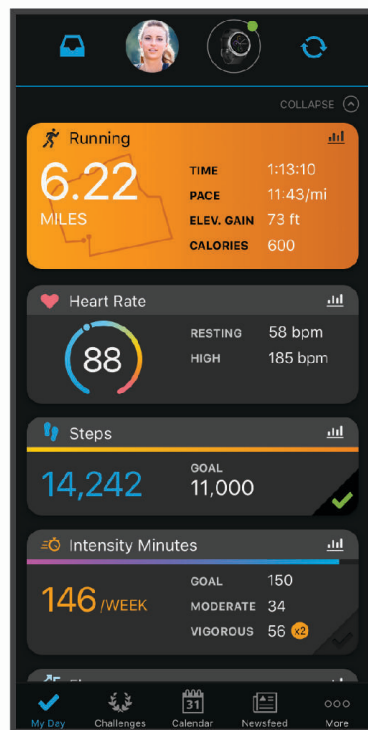 COLLAPSE
Running
6.22
MILES
TIME 1:13:10
PACE 11:43/mi
ELEV. GAIN 73 ft
CALORIES 600
Heart Rate
88
RESTING 58 bpm
HIGH 185 bpm
Steps
14,242
GOAL
11,000
Intensity Minutes
146 /WEEK
GOAL 150
MODERATE 34
VIGOROUS 56 x2
31
My Day Challenges Calendar Newsfeed More